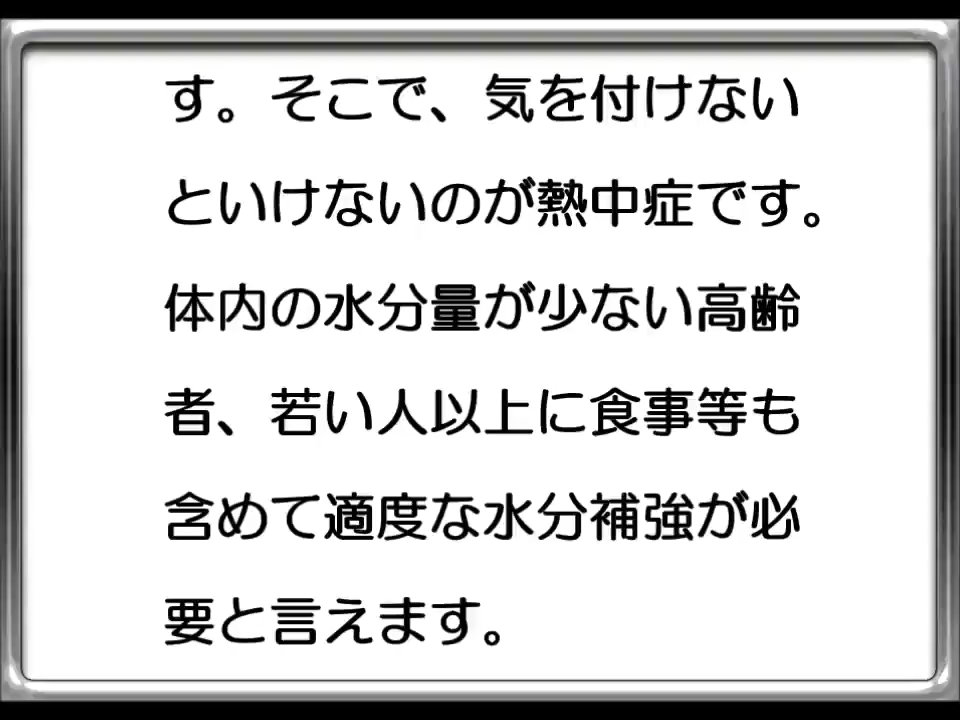 す。そこで、気を付けない
といけないのが熱中症です。
体内の水分量が少ない高齢
者、若い人以上に食事等も
含めて適度な水分補強が必
要と言えます。